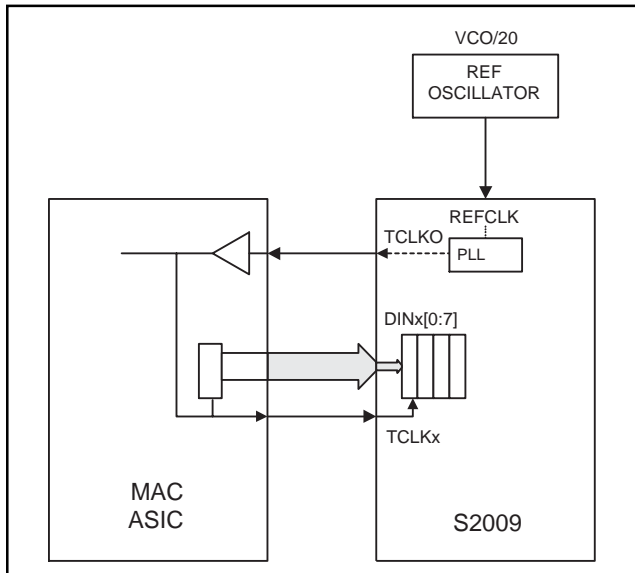 VCO/20
REF
OSCILLATOR
REFCLK
TCLKO
PLL
DINx[0:7]
TCLKx
MAC
ASIC
S2009